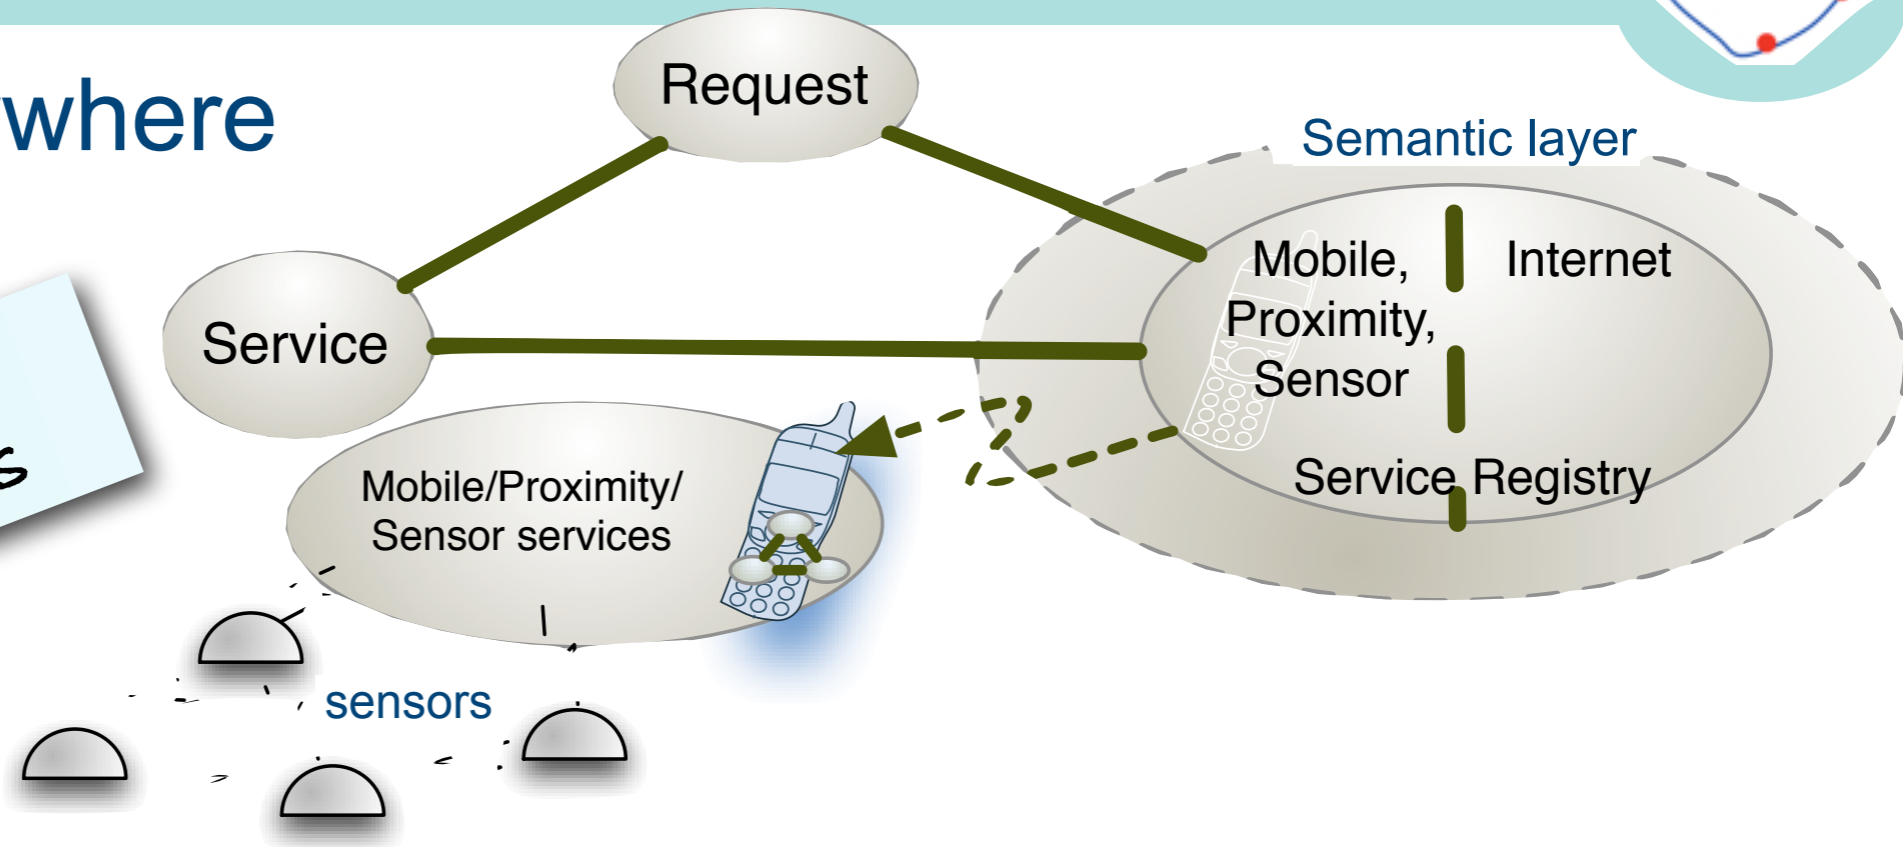 where
Request
Semantic layer
Mobile,
Proximity,
Sensor
Internet
Service Registry
Service
Mobile/Proximity/
Sensor services
s
sensors